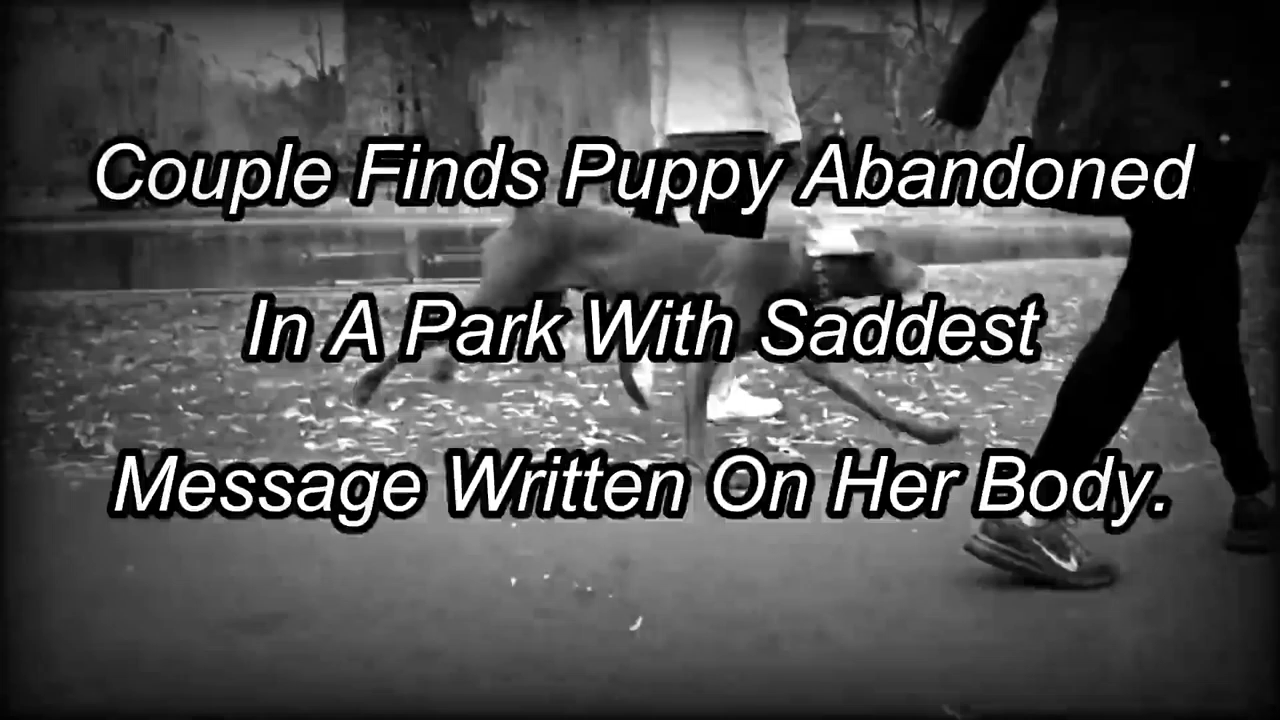 Couple Finds Puppy Abandoned
In A Park With Saddest
Message Written On Her Body.